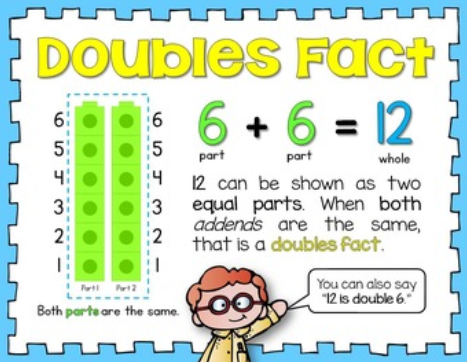 Doubles Fact
6 6
5 5
4 4
3 3
2 2
1 1
Part 1 Part 2
Both parts are the same.
6 + 6 = 12
part part whole
12 can be shown as two
equal parts. When both
addends are the same,
that is a doubles fact.
You can also say
"12 is double 6."